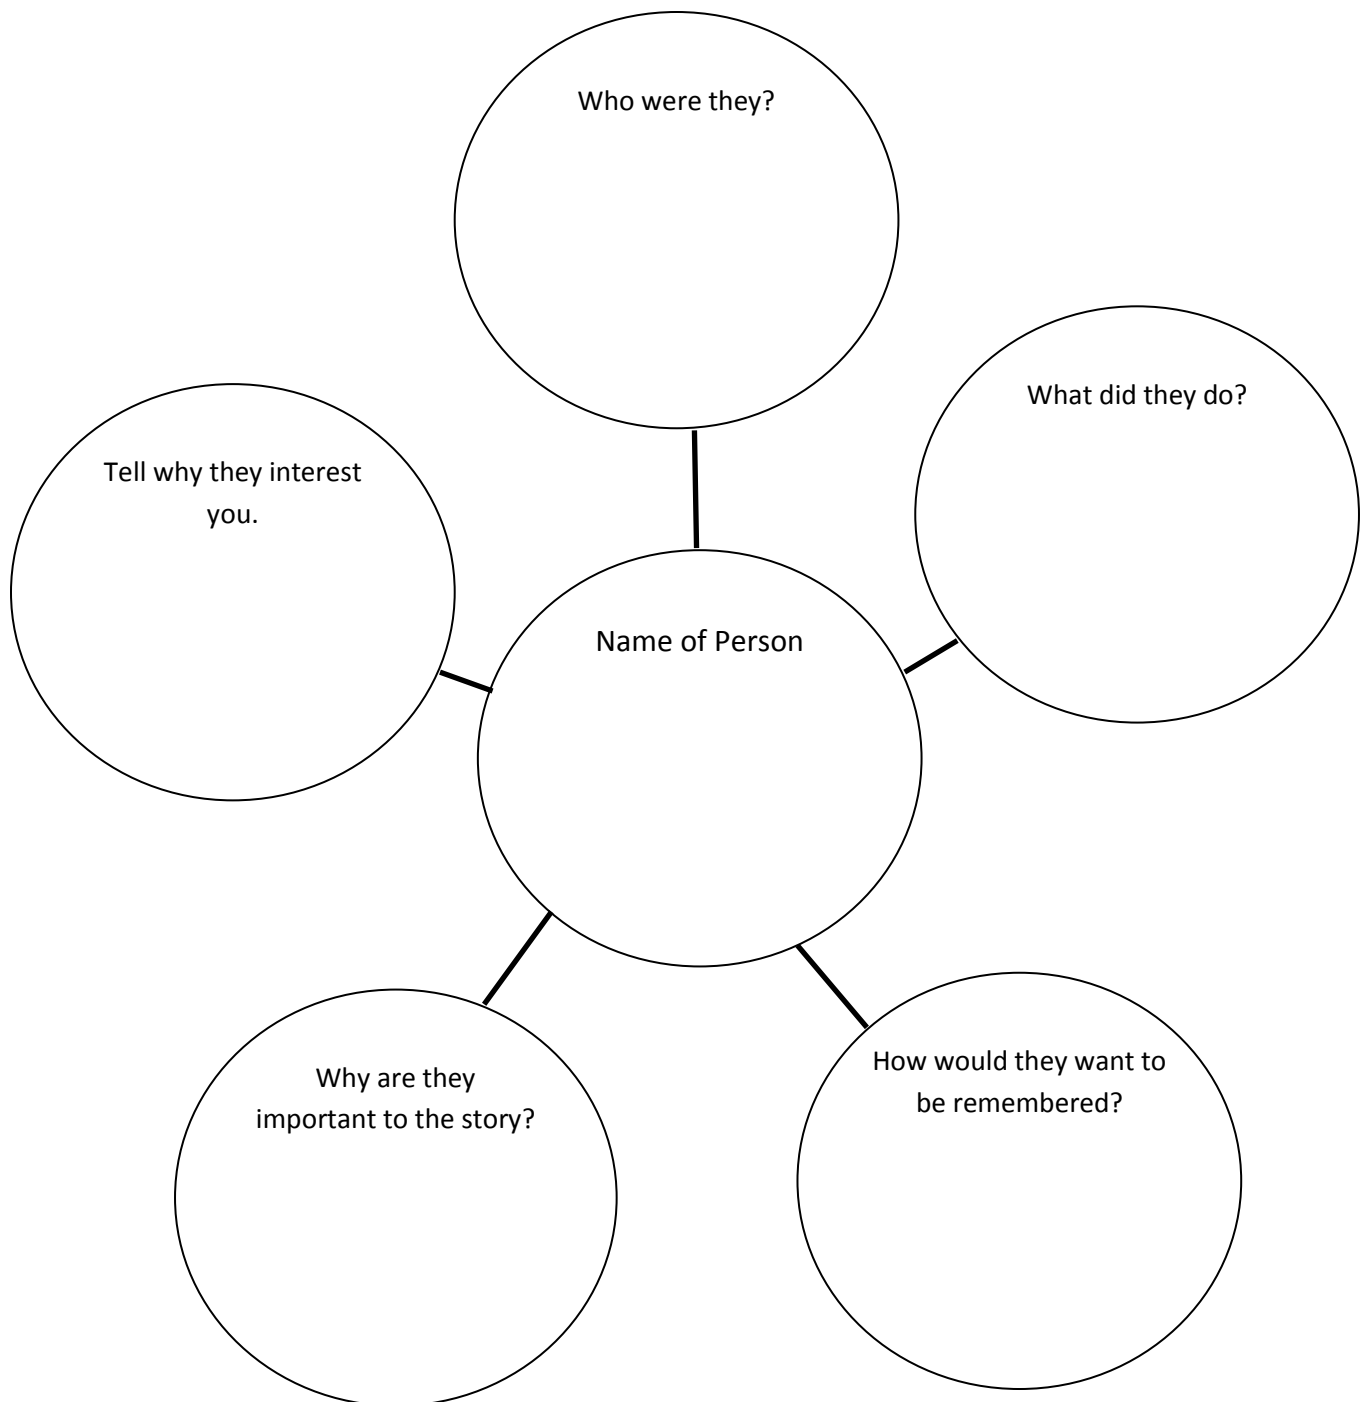 Who were they?
What did they do?
Tell why they interest
you.
Name of Person
Why are they
important to the story?
How would they want to
be remembered?